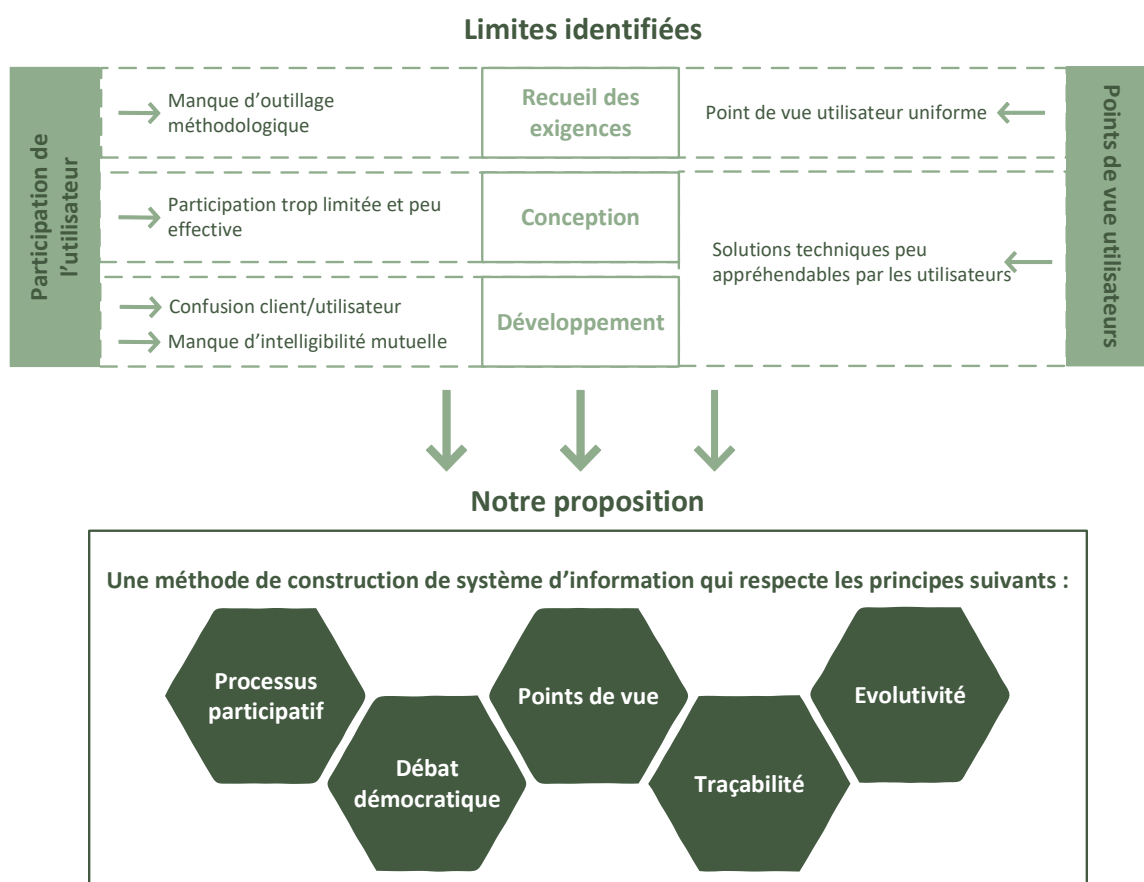 Limites identifiées
Participation de
l'utilisateur
Manque d'outillage
méthodologique
Recueil des
exigences
Point de vue utilisateur uniforme
Points de vue utilisateurs
Participation trop limitée et peu
effective
Conception
Solutions techniques peu
appréhendables par les utilisateurs
Confusion client/utilisateur
Manque d'intelligibilité mutuelle
Développement
Notre proposition
Une méthode de construction de système d'information qui respecte les principes suivants :
Processus
participatif
Débat
démocratique
Points de vue
Traçabilité
Evolutivité